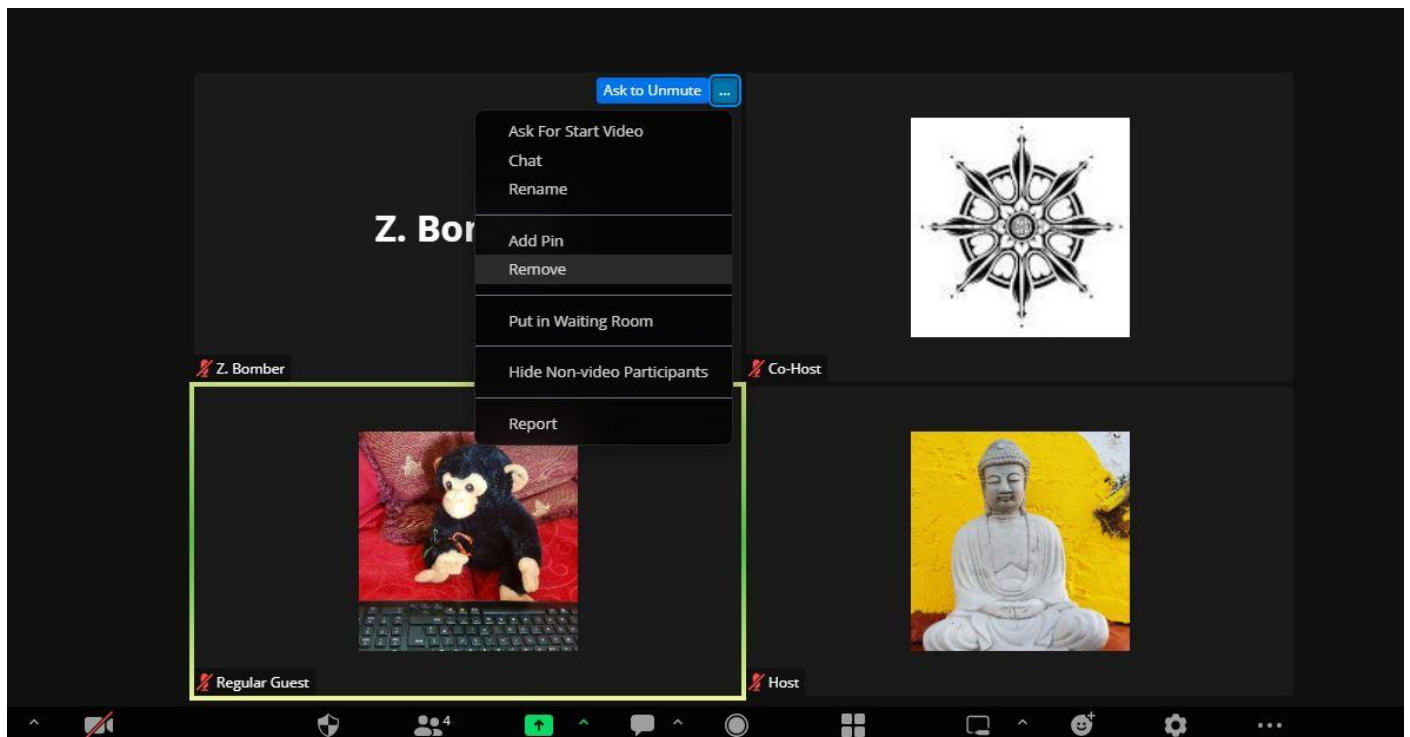 Ask to Unmute ...
Ask For Start Video
Chat
Rename
Z. Bo
Add Pin
Remove
Put in Waiting Room
Z. Bomber
Hide Non-video Participants
Co-Host
Report
Regular Guest
Host
4